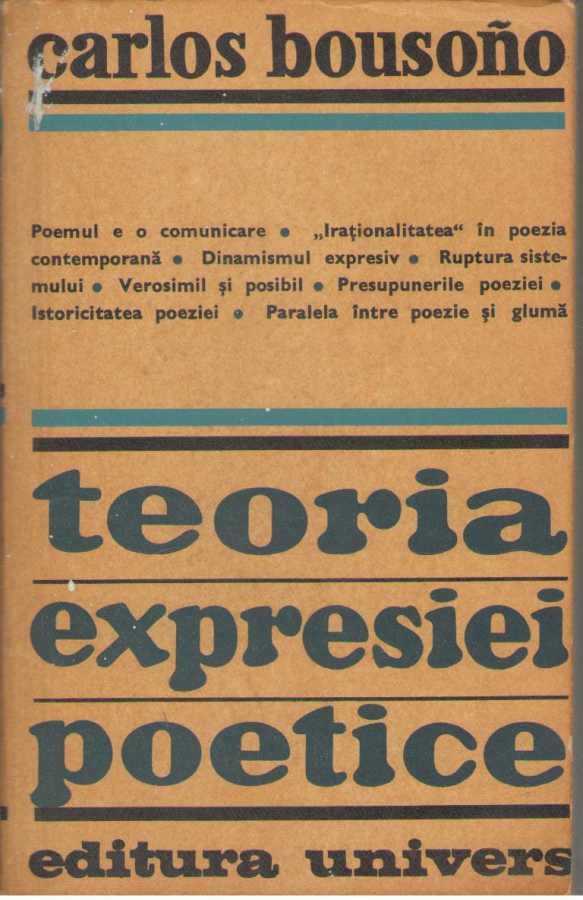 carlos bousoño
Poemul e o comunicare • „Iraţionalitatea“ în poezia
contemporană • Dinamismul expresiv • Ruptura siste-
mului • Verosimil şi posibil • Presupunerile poeziei •
Istoricitatea poeziei • Paralela între poezie şi glumă
teoria
expresiei
poetice
editura univers